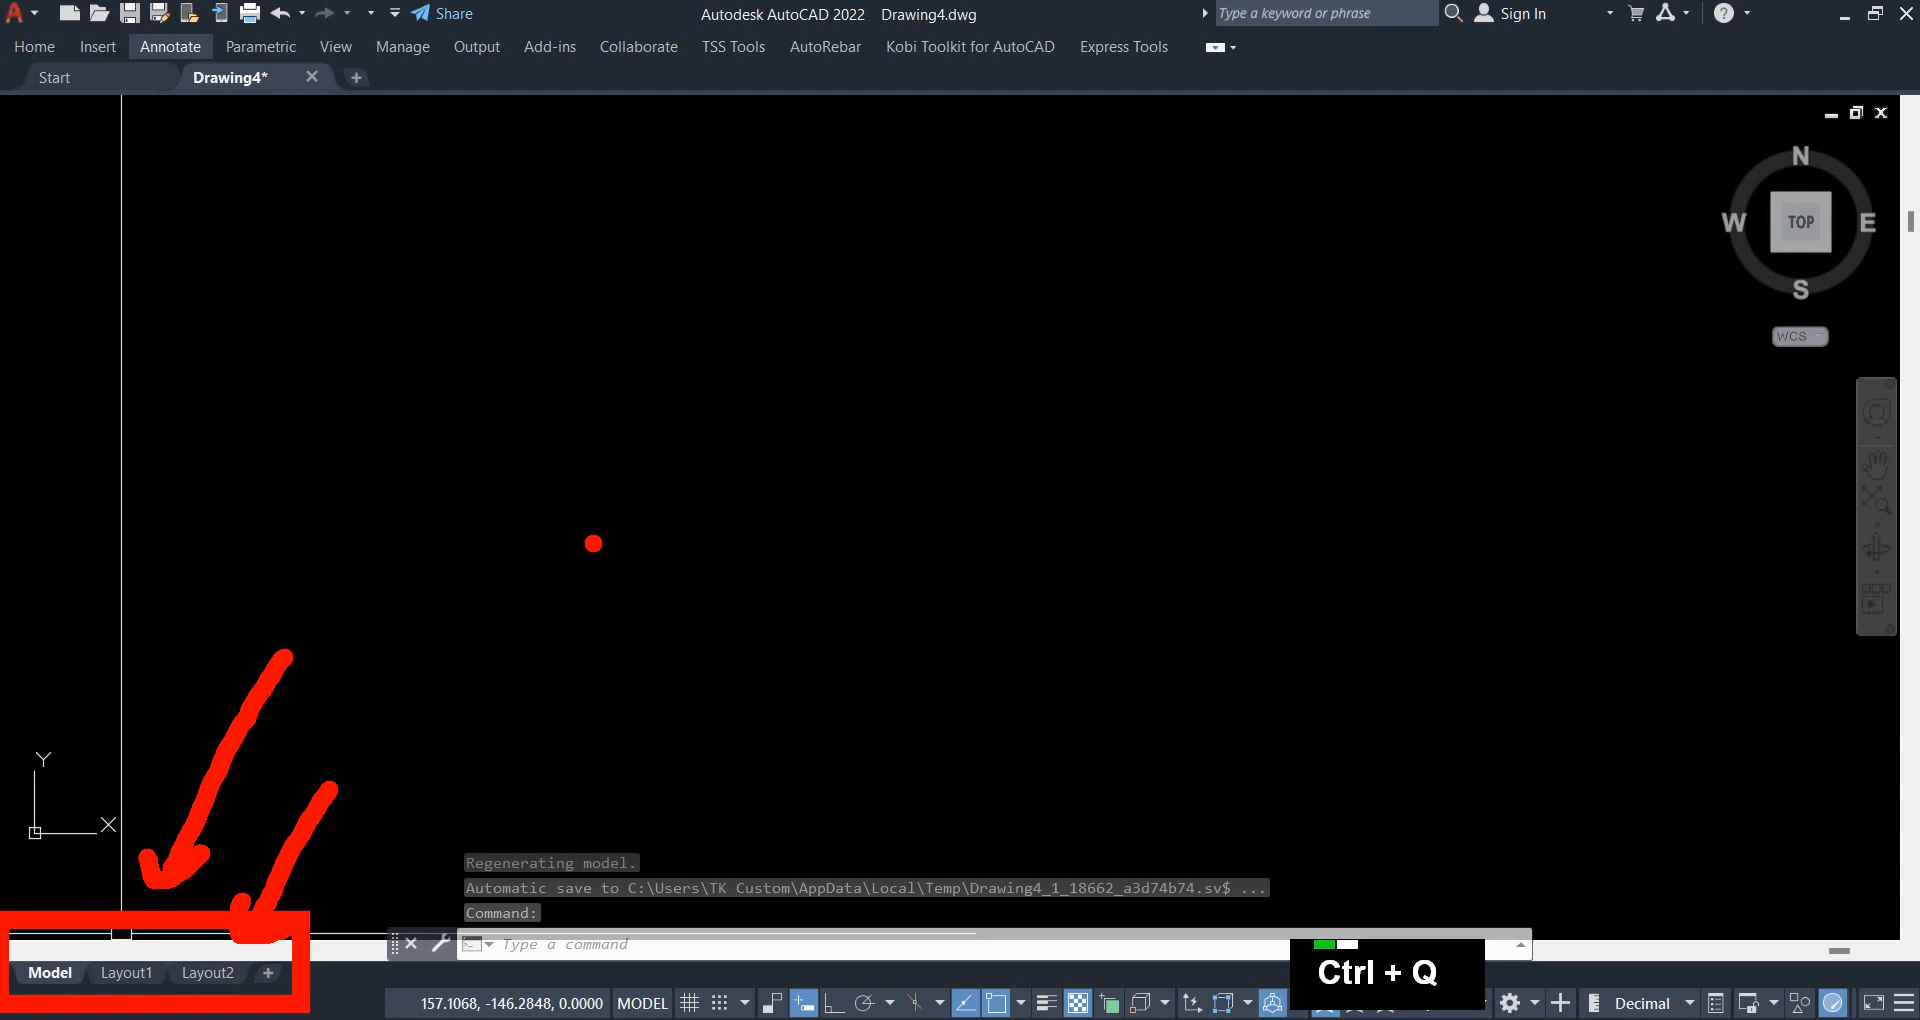 Share
Autodesk AutoCAD 2022 Drawing4.dwg
Type a keyword or phrase
Sign In
Home Insert Annotate Parametric View Manage Output Add-ins Collaborate TSS Tools AutoRebar Kobi Toolkit for AutoCAD Express Tools
Start Drawing4*
N
W TOP E
S
WCS
Y
X
Regenerating model.
Automatic save to C:\Users\TK Custom\AppData\Local\Temp\Drawing4_1_18662_a3d74b74.sv$ ...
Command:
Type a command
Model Layout1 Layout2 +
Ctrl + Q
157.1068, -146.2848, 0.0000 MODEL Decimal